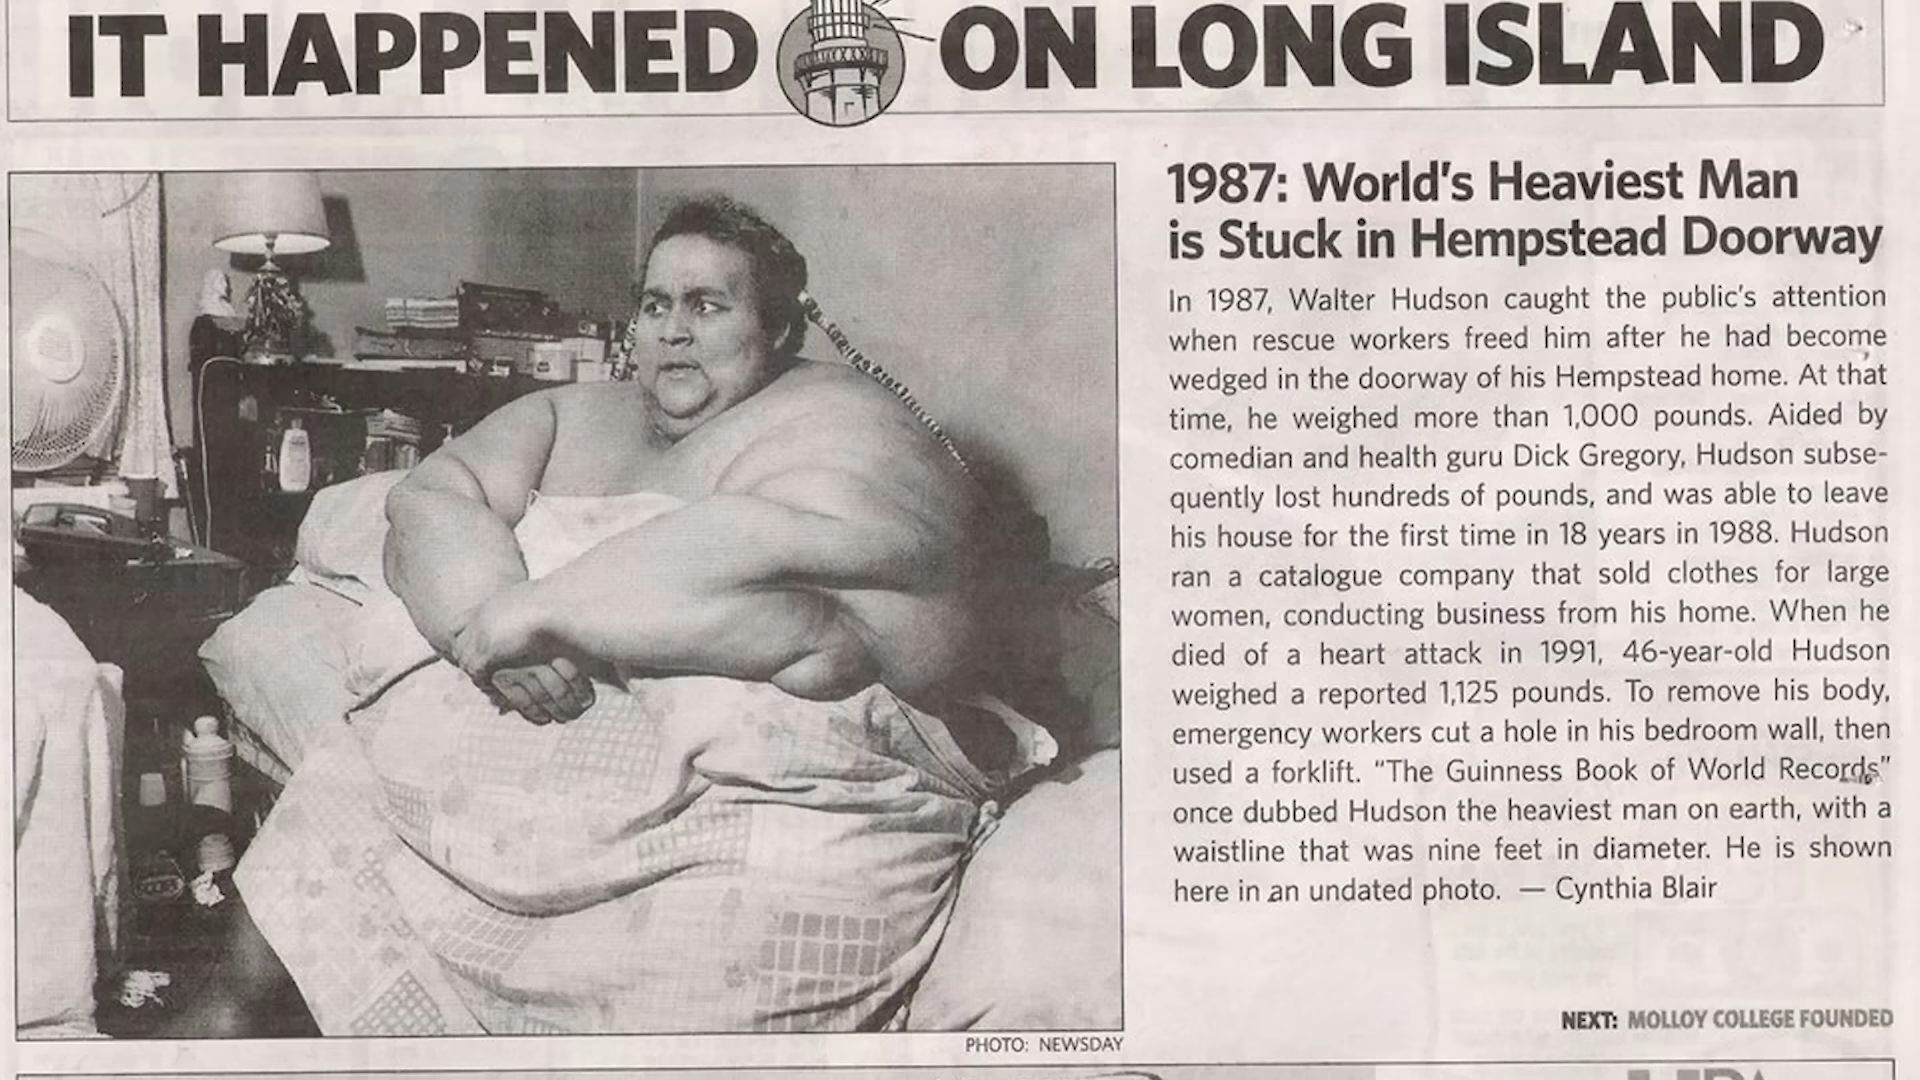 IT HAPPENED ON LONG ISLAND
1987: World's Heaviest Man
is Stuck in Hempstead Doorway
In 1987, Walter Hudson caught the public's attention
when rescue workers freed him after he had become
wedged in the doorway of his Hempstead home. At that
time, he weighed more than 1,000 pounds. Aided by
comedian and health guru Dick Gregory, Hudson subse-
quently lost hundreds of pounds, and was able to leave
his house for the first time in 18 years in 1988. Hudson
ran a catalogue company that sold clothes for large
women, conducting business from his home. When he
died of a heart attack in 1991, 46-year-old Hudson
weighed a reported 1,125 pounds. To remove his body,
emergency workers cut a hole in his bedroom wall, then
used a forklift. “The Guinness Book of World Records”
once dubbed Hudson the heaviest man on earth, with a
waistline that was nine feet in diameter. He is shown
here in an undated photo. — Cynthia Blair
NEXT: MOLLOY COLLEGE FOUNDED
PHOTO: NEWSDAY